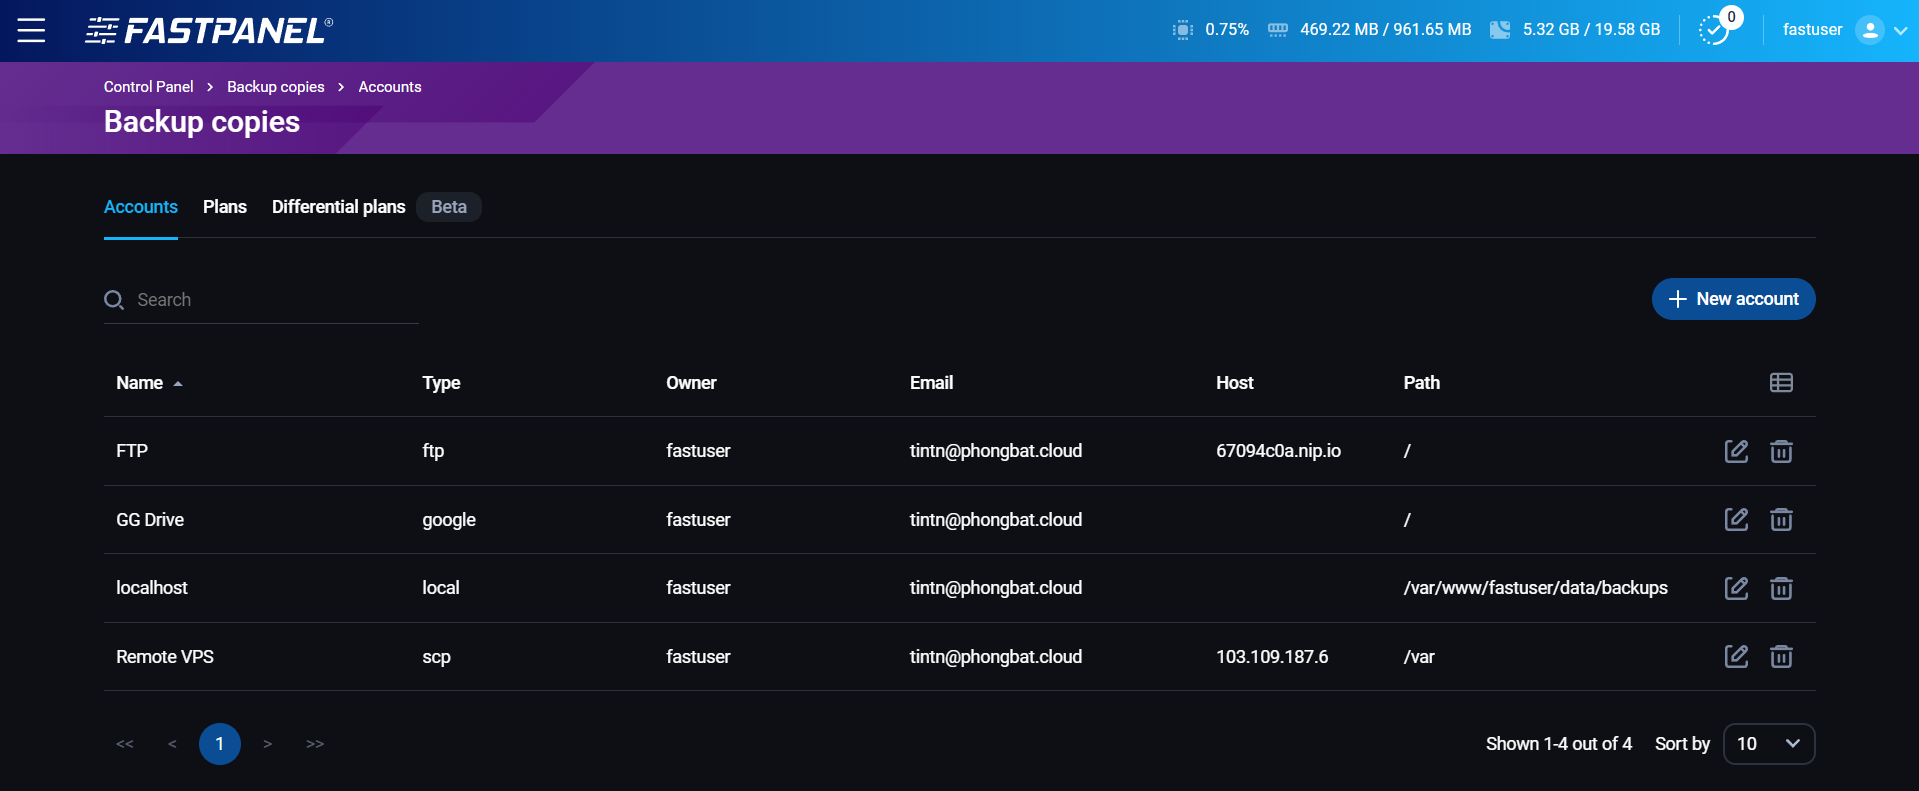 FASTPANEL®
0.75% 469.22 MB / 961.65 MB 5.32 GB / 19.58 GB 0 fastuser
Control Panel > Backup copies > Accounts
Backup copies
Accounts Plans Differential plans Beta
Search
+ New account
Name Type Owner Email Host Path
FTP ftp fastuser tintn@phongbat.cloud 67094c0a.nip.io /
GG Drive google fastuser tintn@phongbat.cloud /
localhost local fastuser tintn@phongbat.cloud /var/www/fastuser/data/backups
Remote VPS scp fastuser tintn@phongbat.cloud 103.109.187.6 /var
<< < 1 > >> Shown 1-4 out of 4 Sort by 10